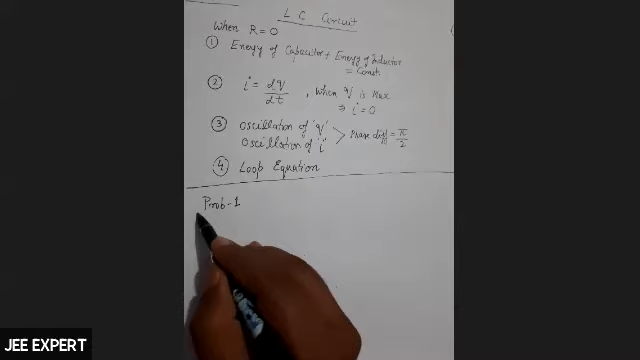 L C Circuit
When R = 0
① Energy of Capacitor + Energy of Inductor
= Const
② i = dq/dt , When q is Max
⇒ i = 0
③ Oscillation of 'q'
Oscillation of 'i' > Phase diff = π/2
④ Loop Equation
Prob-1
JEE EXPERT